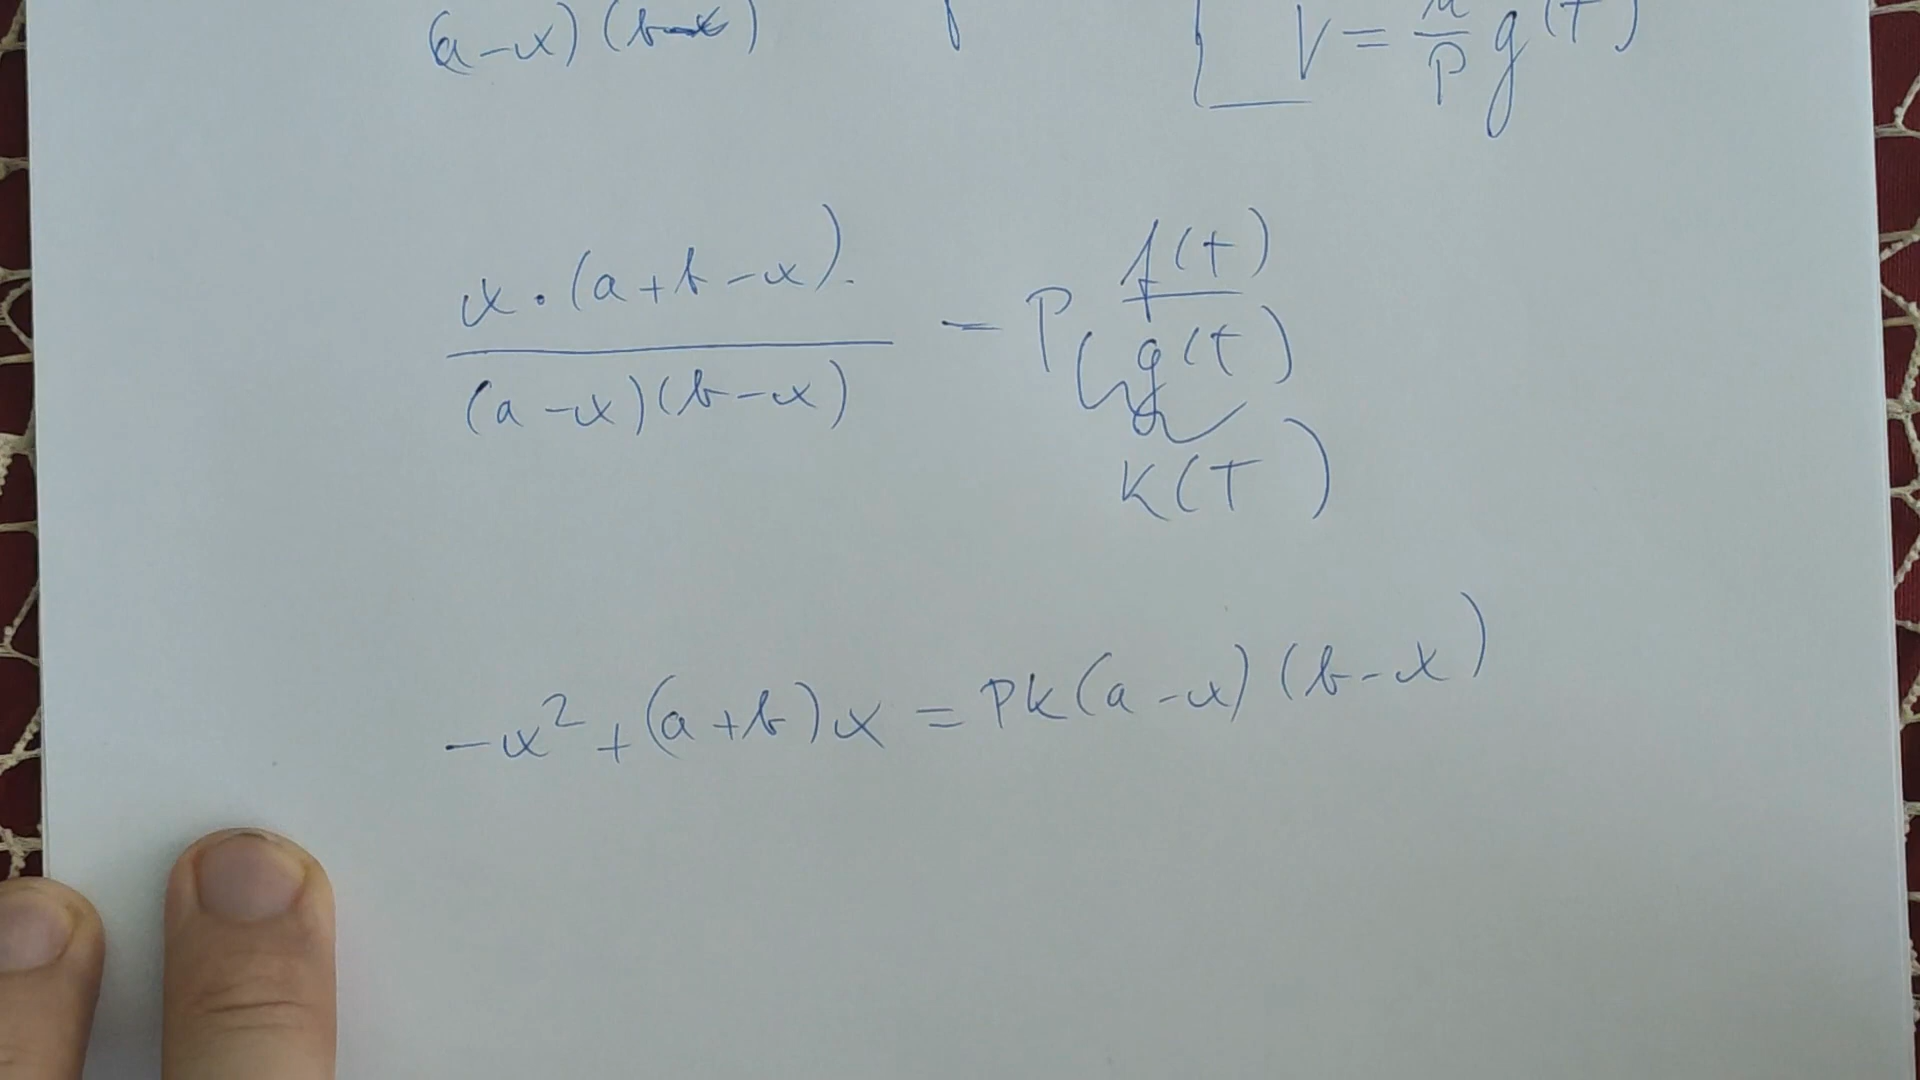 (a-x)(b-x)
V = n/P g(T)
x·(a+b-x) / (a-x)(b-x) - P f(T)/g(T)
K(T)
-x² + (a+b)x = PK(a-x)(b-x)